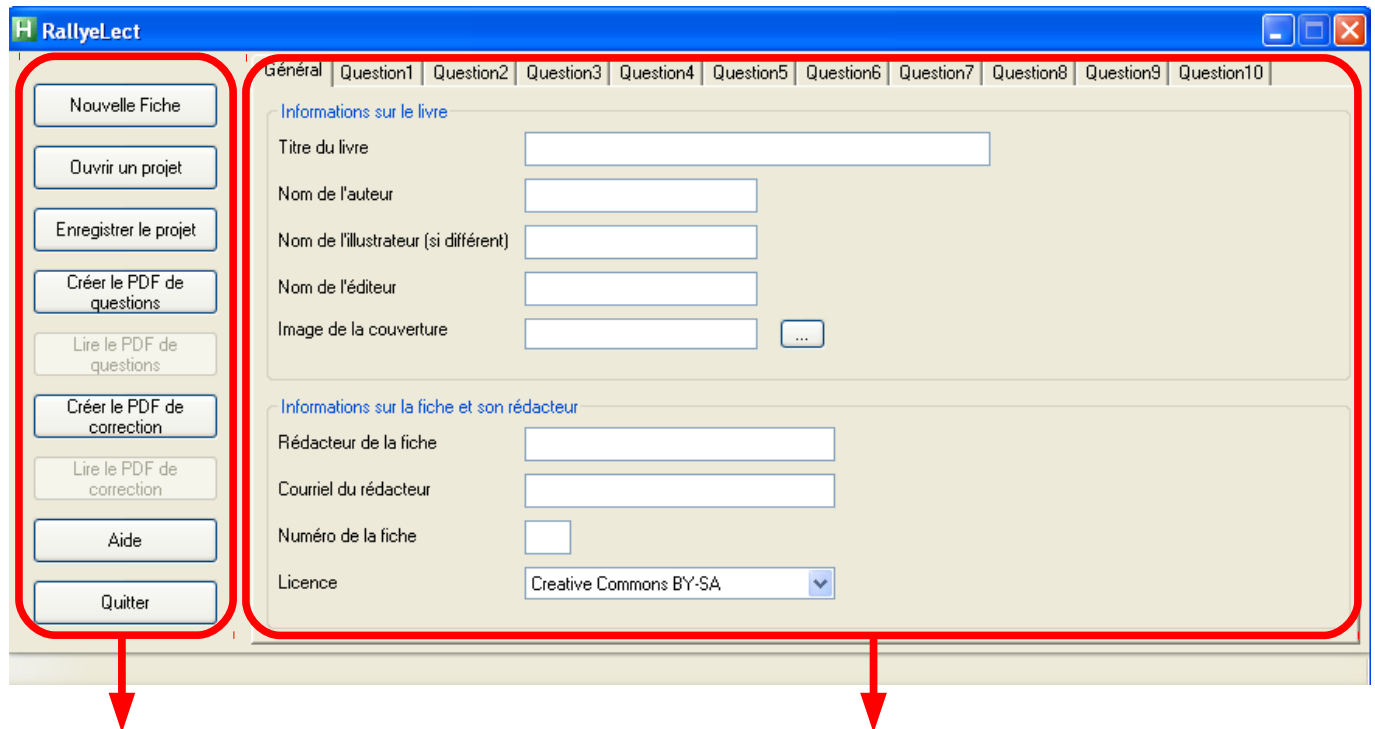 RallyeLect
Nouvelle Fiche
Ouvrir un projet
Enregistrer le projet
Créer le PDF de
questions
Lire le PDF de
questions
Créer le PDF de
correction
Lire le PDF de
correction
Aide
Quitter
Général Question1 Question2 Question3 Question4 Question5 Question6 Question7 Question8 Question9 Question10
Informations sur le livre
Titre du livre
Nom de l'auteur
Nom de l'illustrateur (si différent)
Nom de l'éditeur
Image de la couverture ...
Informations sur la fiche et son rédacteur
Rédacteur de la fiche
Courriel du rédacteur
Numéro de la fiche
Licence Creative Commons BY-SA